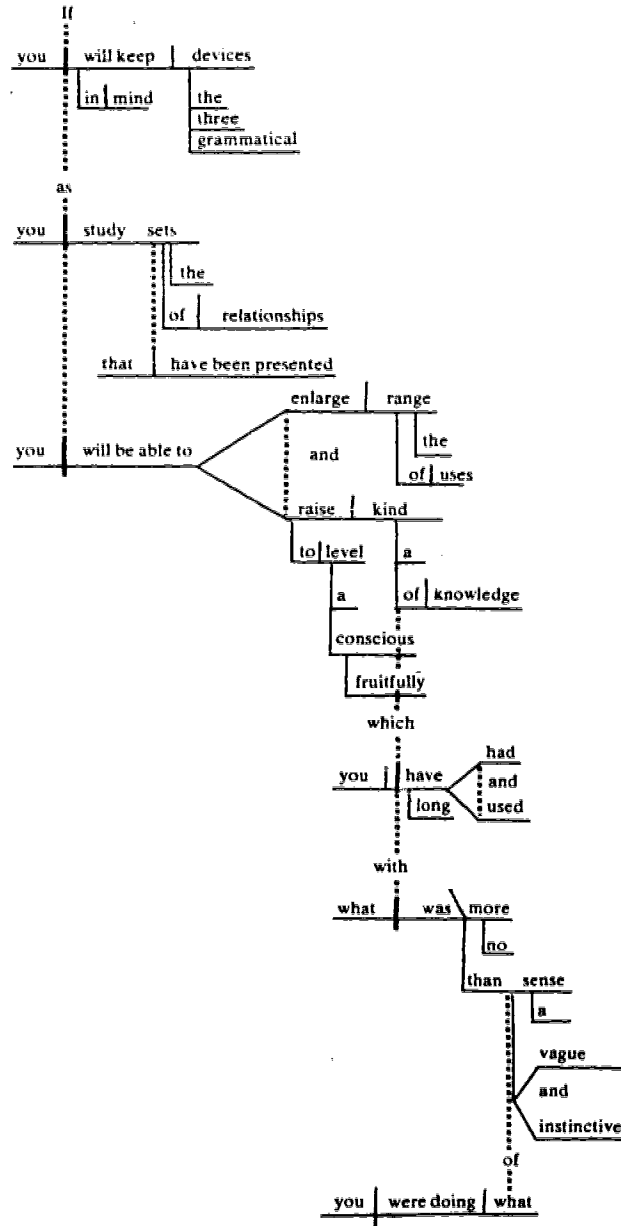 If
you will keep devices
in mind the
three
grammatical
as
you study sets
the
of relationships
that have been presented
enlarge range
and the
you will be able to
of uses
raise kind
to level a
a of knowledge
conscious
fruitfully
which
had
you have and
long used
with
what was more
no
than sense
a
vague
and
instinctive
of
you were doing what